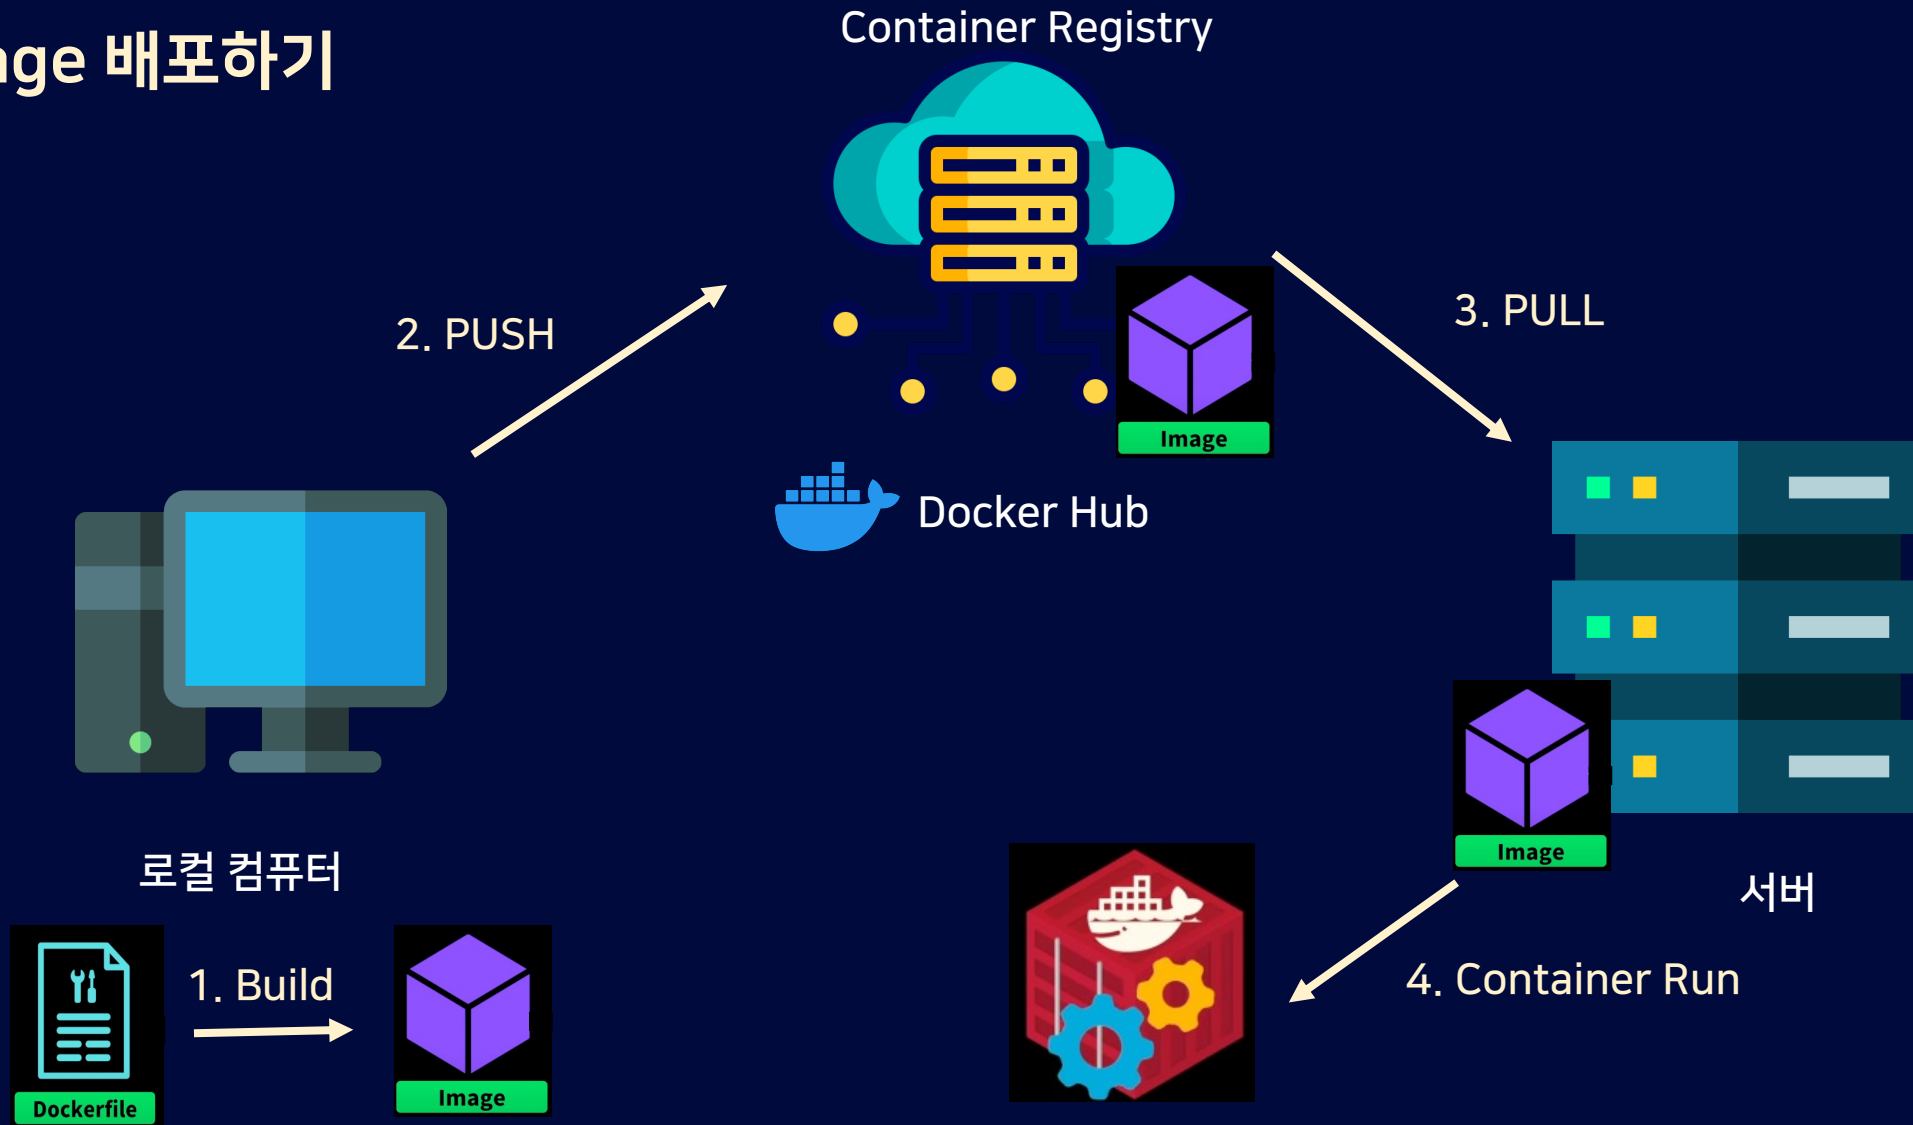 age 배포하기
Container Registry
2. PUSH
3. PULL
Image
Docker Hub
Image
로컬 컴퓨터
서버
1. Build
4. Container Run
Dockerfile
Image